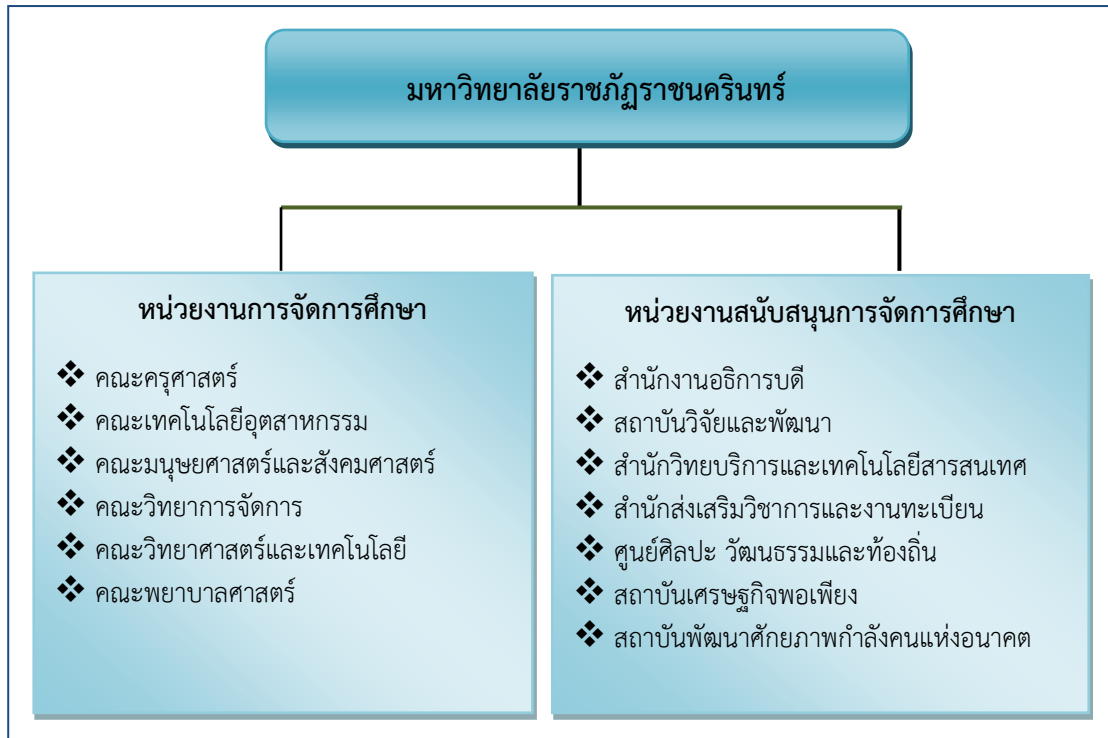 มหาวิทยาลัยราชภัฏราชนครินทร์
หน่วยงานการจัดการศึกษา
❖ คณะครุศาสตร์
❖ คณะเทคโนโลยีอุตสาหกรรม
❖ คณะมนุษยศาสตร์และสังคมศาสตร์
❖ คณะวิทยาการจัดการ
❖ คณะวิทยาศาสตร์และเทคโนโลยี
❖ คณะพยาบาลศาสตร์
หน่วยงานสนับสนุนการจัดการศึกษา
❖ สำนักงานอธิการบดี
❖ สถาบันวิจัยและพัฒนา
❖ สำนักวิทยบริการและเทคโนโลยีสารสนเทศ
❖ สำนักส่งเสริมวิชาการและงานทะเบียน
❖ ศูนย์ศิลปะ วัฒนธรรมและท้องถิ่น
❖ สถาบันเศรษฐกิจพอเพียง
❖ สถาบันพัฒนาศักยภาพกำลังคนแห่งอนาคต